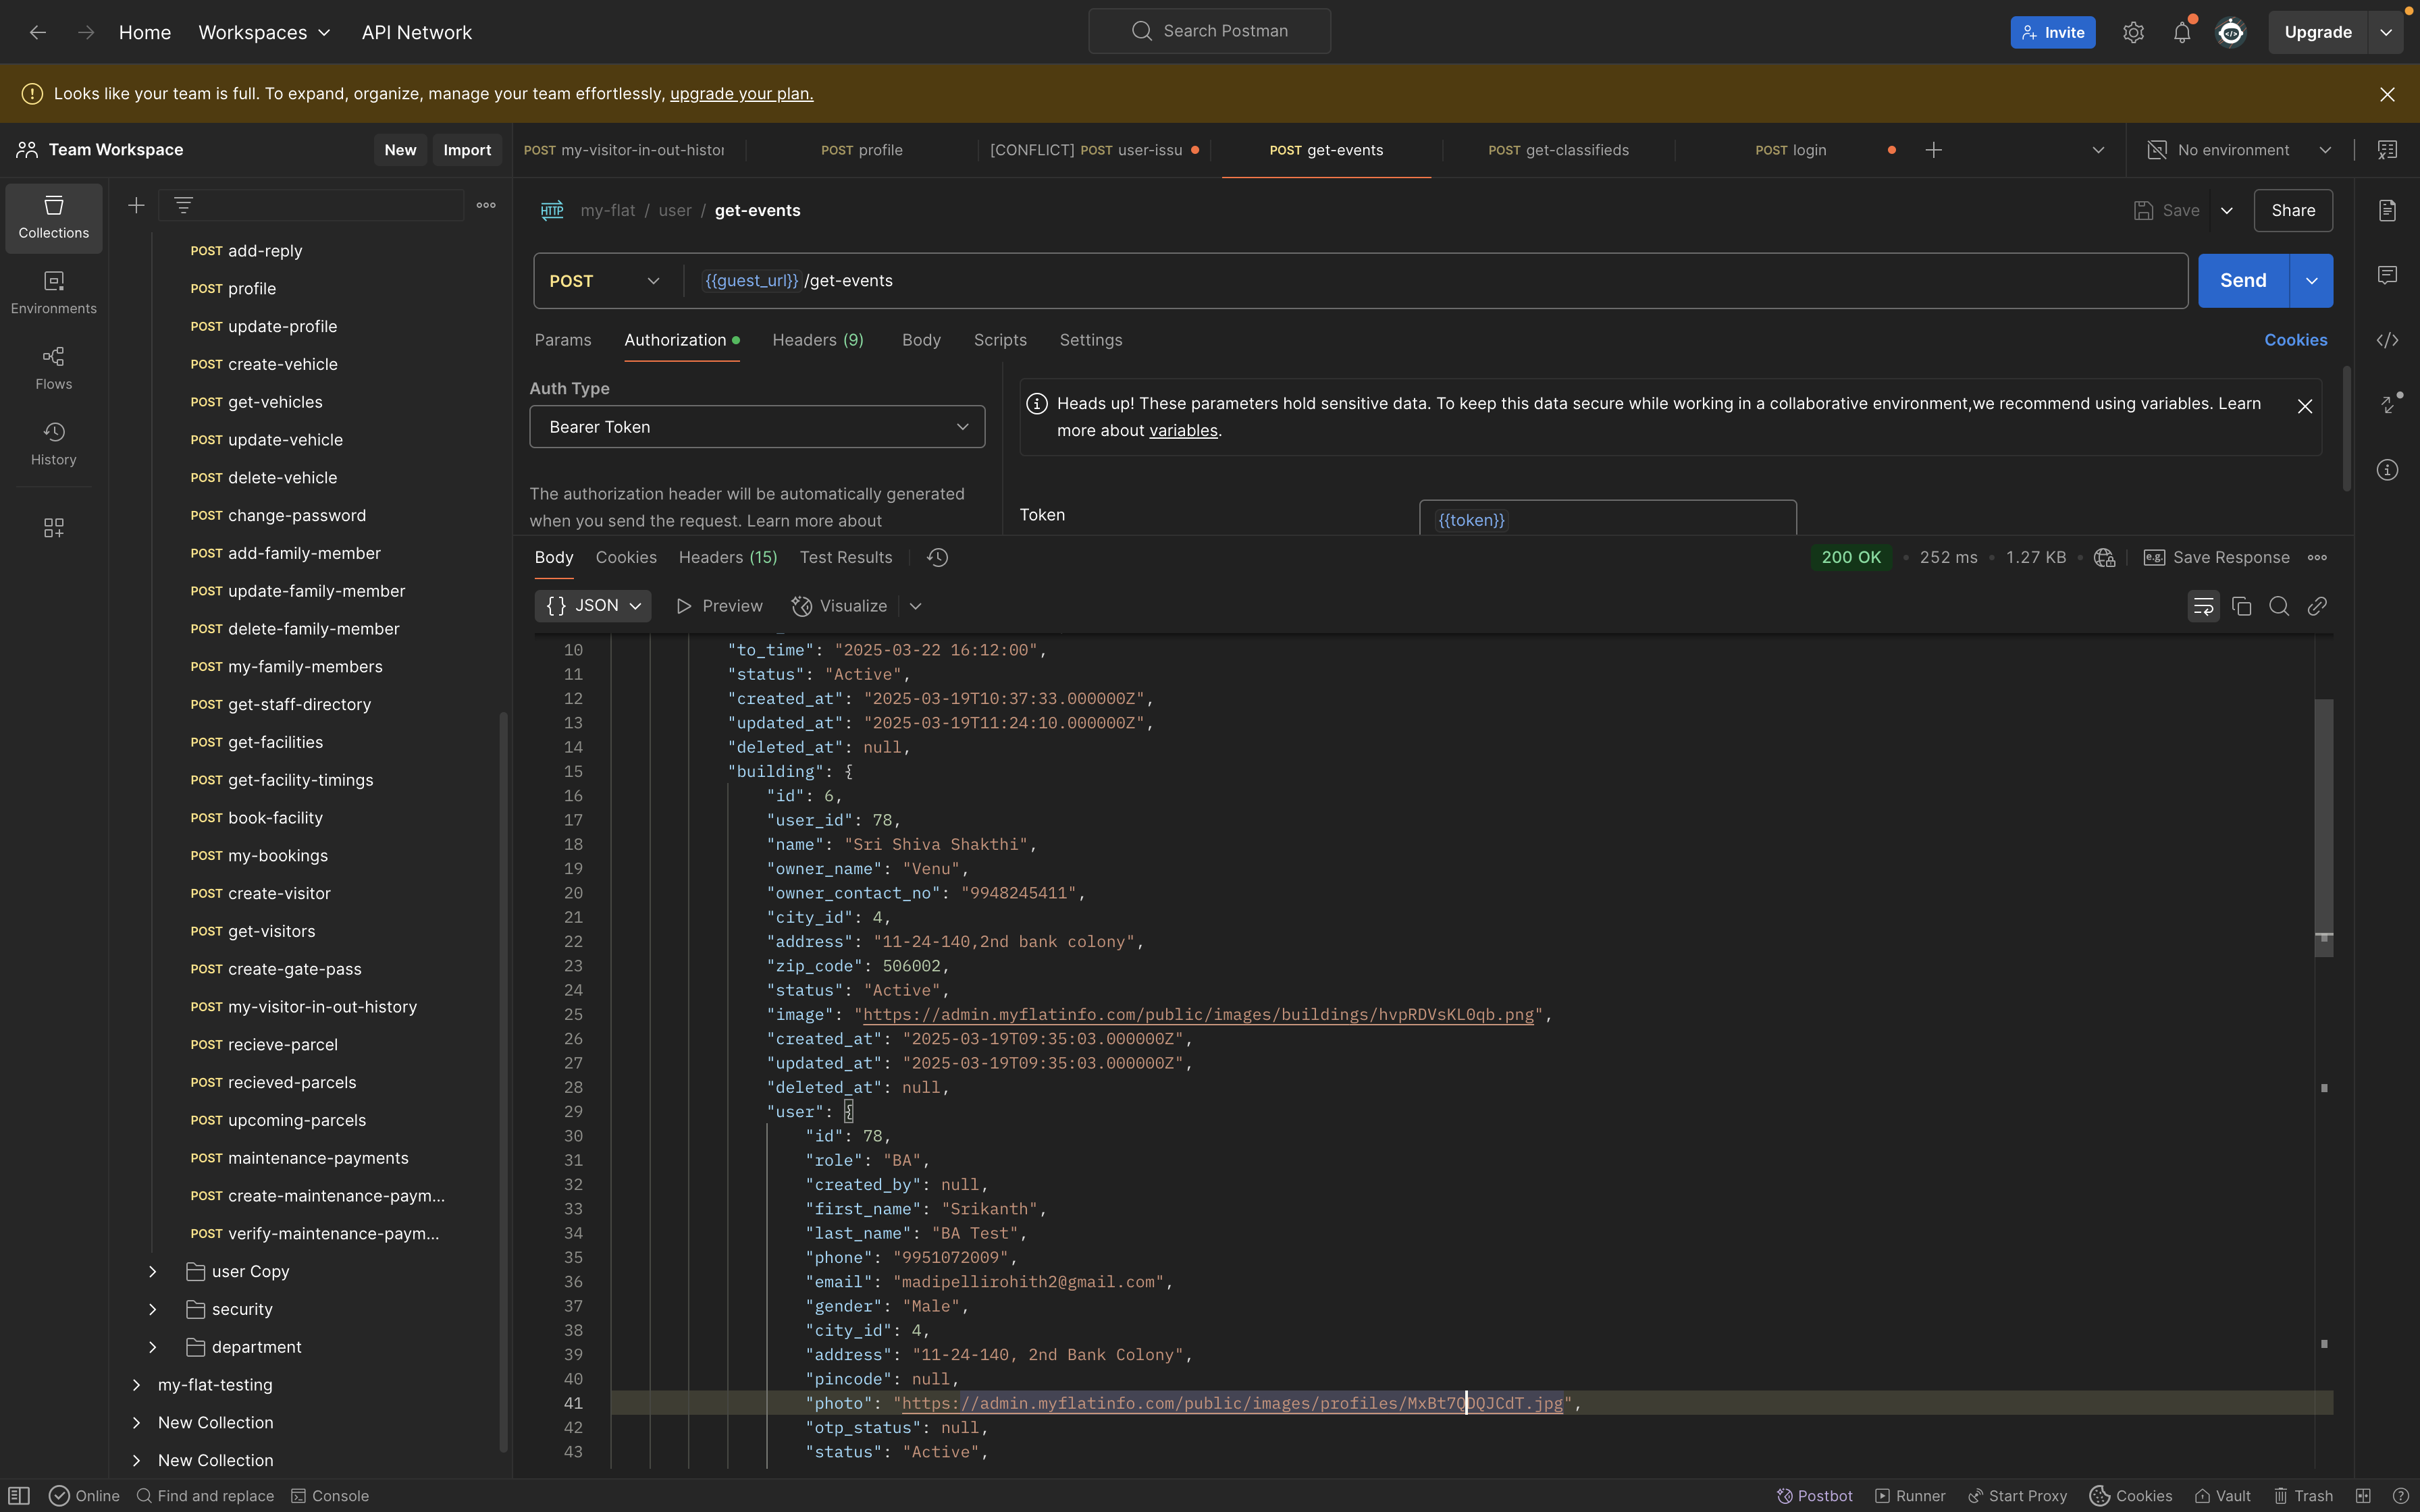 Home Workspaces API Network Search Postman Invite Upgrade
Looks like your team is full. To expand, organize, manage your team effortlessly, upgrade your plan.
Team Workspace New Import
POST my-visitor-in-out-histor POST profile [CONFLICT] POST user-issu POST get-events POST get-classifieds POST login No environment
Collections
Environments
Flows
History
POST add-reply
POST profile
POST update-profile
POST create-vehicle
POST get-vehicles
POST update-vehicle
POST delete-vehicle
POST change-password
POST add-family-member
POST update-family-member
POST delete-family-member
POST my-family-members
POST get-staff-directory
POST get-facilities
POST get-facility-timings
POST book-facility
POST my-bookings
POST create-visitor
POST get-visitors
POST create-gate-pass
POST my-visitor-in-out-history
POST recieve-parcel
POST recieved-parcels
POST upcoming-parcels
POST maintenance-payments
POST create-maintenance-paym...
POST verify-maintenance-paym...
user Copy
security
department
my-flat-testing
New Collection
New Collection
HTTP my-flat / user / get-events Save Share
POST {{guest_url}} /get-events Send
Params Authorization Headers (9) Body Scripts Settings Cookies
Auth Type
Bearer Token
The authorization header will be automatically generated
when you send the request. Learn more about
Heads up! These parameters hold sensitive data. To keep this data secure while working in a collaborative environment,we recommend using variables. Learn
more about variables.
Token {{token}}
Body Cookies Headers (15) Test Results 200 OK 252 ms 1.27 KB e.g. Save Response
{} JSON Preview Visualize
10 "to_time": "2025-03-22 16:12:00",
11 "status": "Active",
12 "created_at": "2025-03-19T10:37:33.000000Z",
13 "updated_at": "2025-03-19T11:24:10.000000Z",
14 "deleted_at": null,
15 "building": {
16 "id": 6,
17 "user_id": 78,
18 "name": "Sri Shiva Shakthi",
19 "owner_name": "Venu",
20 "owner_contact_no": "9948245411",
21 "city_id": 4,
22 "address": "11-24-140,2nd bank colony",
23 "zip_code": 506002,
24 "status": "Active",
25 "image": "https://admin.myflatinfo.com/public/images/buildings/hvpRDVsKL0qb.png",
26 "created_at": "2025-03-19T09:35:03.000000Z",
27 "updated_at": "2025-03-19T09:35:03.000000Z",
28 "deleted_at": null,
29 "user": {
30 "id": 78,
31 "role": "BA",
32 "created_by": null,
33 "first_name": "Srikanth",
34 "last_name": "BA Test",
35 "phone": "9951072009",
36 "email": "madipellirohith2@gmail.com",
37 "gender": "Male",
38 "city_id": 4,
39 "address": "11-24-140, 2nd Bank Colony",
40 "pincode": null,
41 "photo": "https://admin.myflatinfo.com/public/images/profiles/MxBt7QDQJCdT.jpg",
42 "otp_status": null,
43 "status": "Active",
Online Find and replace Console Postbot Runner Start Proxy Cookies Vault Trash